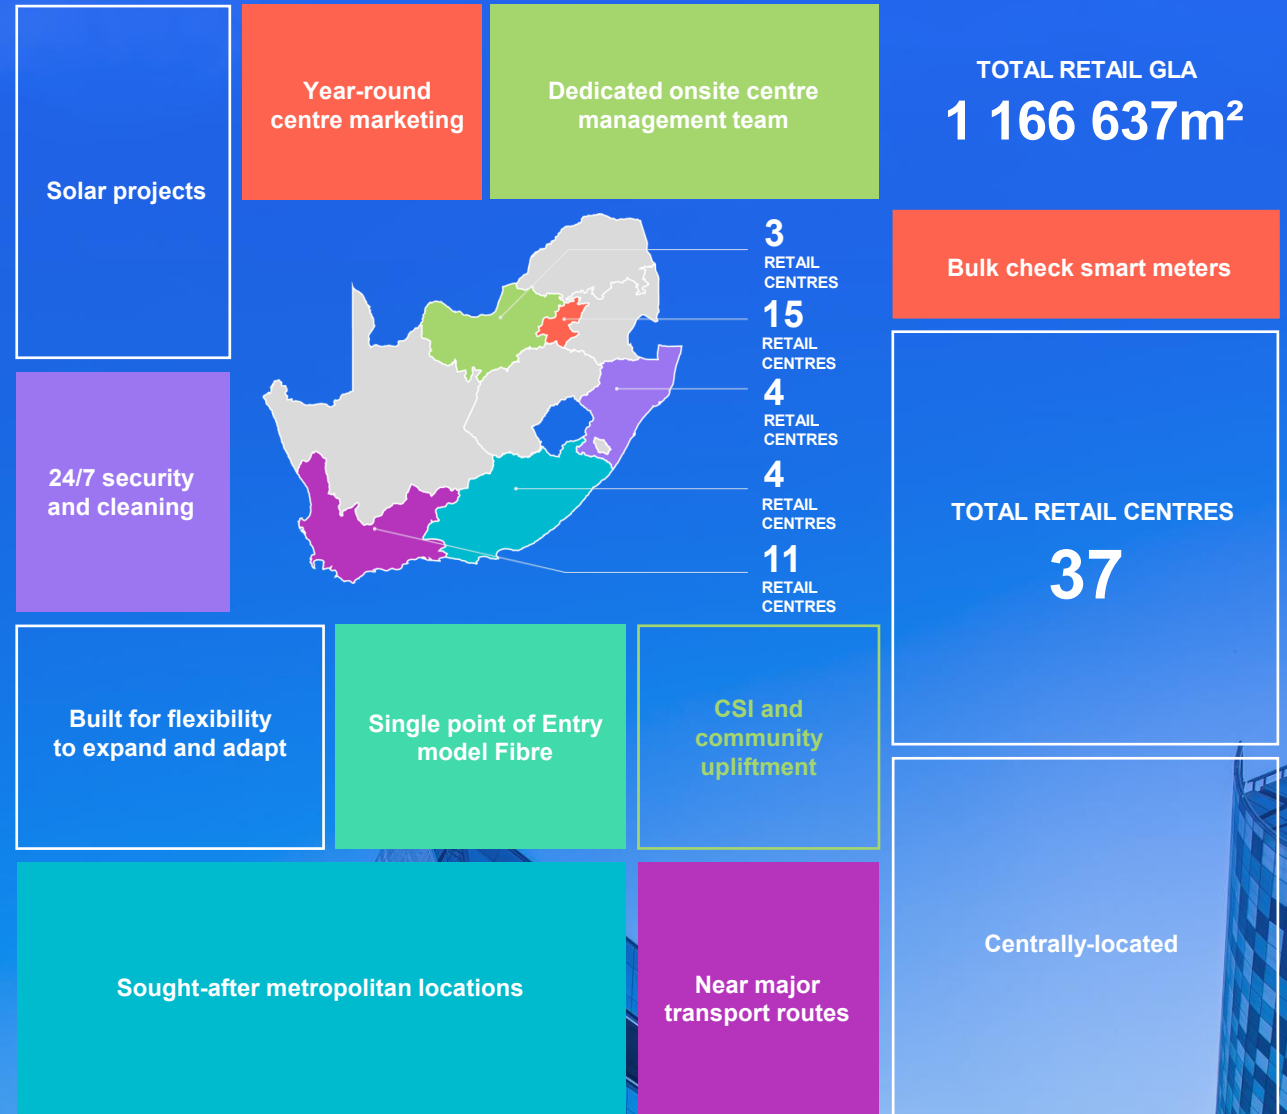 Solar projects
Year-round
centre marketing
Dedicated onsite centre
management team
TOTAL RETAIL GLA
1 166 637m²
Bulk check smart meters
3
RETAIL
CENTRES
15
RETAIL
CENTRES
4
RETAIL
CENTRES
4
RETAIL
CENTRES
11
RETAIL
CENTRES
24/7 security
and cleaning
TOTAL RETAIL CENTRES
37
Built for flexibility
to expand and adapt
Single point of Entry
model Fibre
CSI and
community
upliftment
Sought-after metropolitan locations
Near major
transport routes
Centrally-located